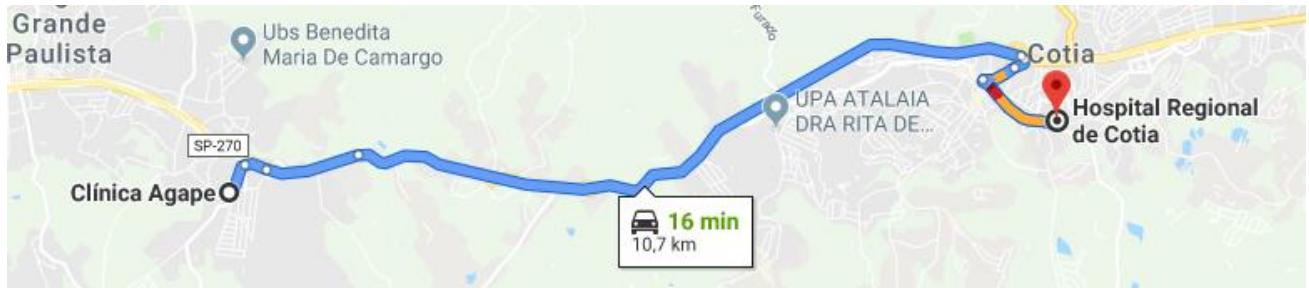 Grande
Paulista
Ubs Benedita
Maria De Camargo
Furado
Cotia
UPA ATALAIA
DRA RITA DE...
Hospital Regional
de Cotia
SP-270
Clínica Agape
16 min
10,7 km